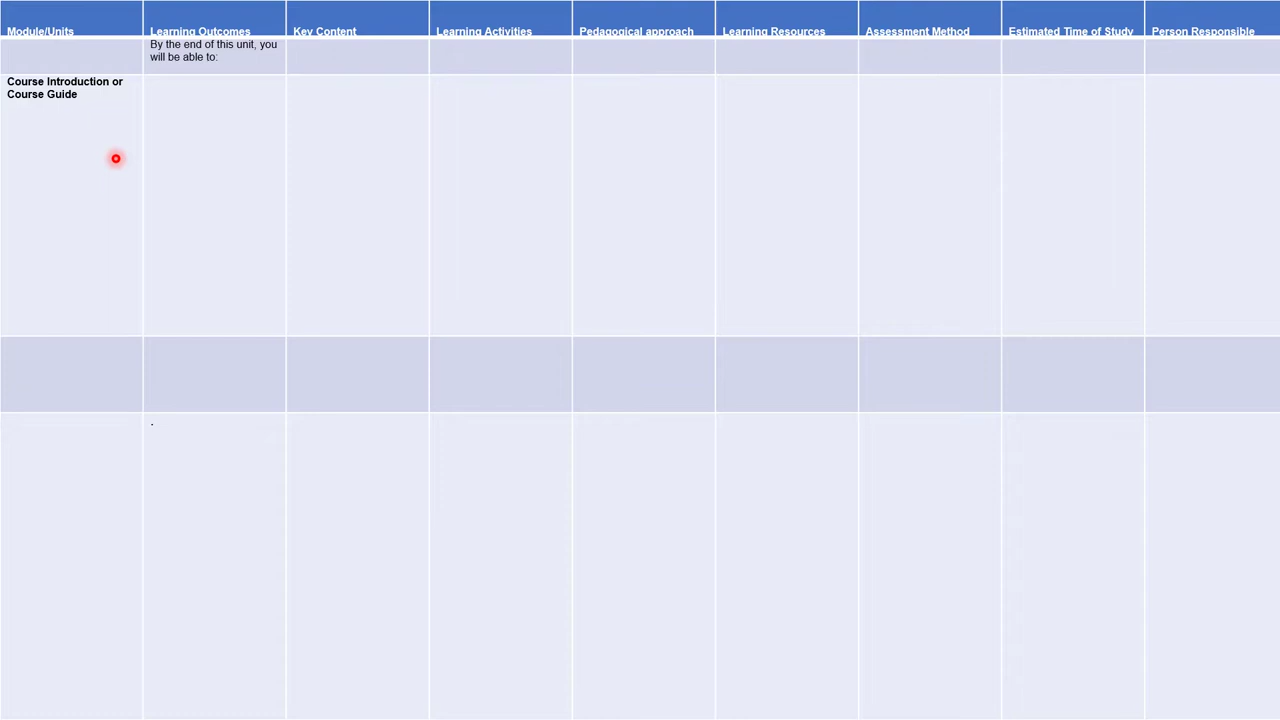 Module/Units
Learning Outcomes
Key Content
Learning Activities
Pedagogical approach
Learning Resources
Assessment Method
Estimated Time of Study
Person Responsible
By the end of this unit, you
will be able to:
Course Introduction or
Course Guide
.